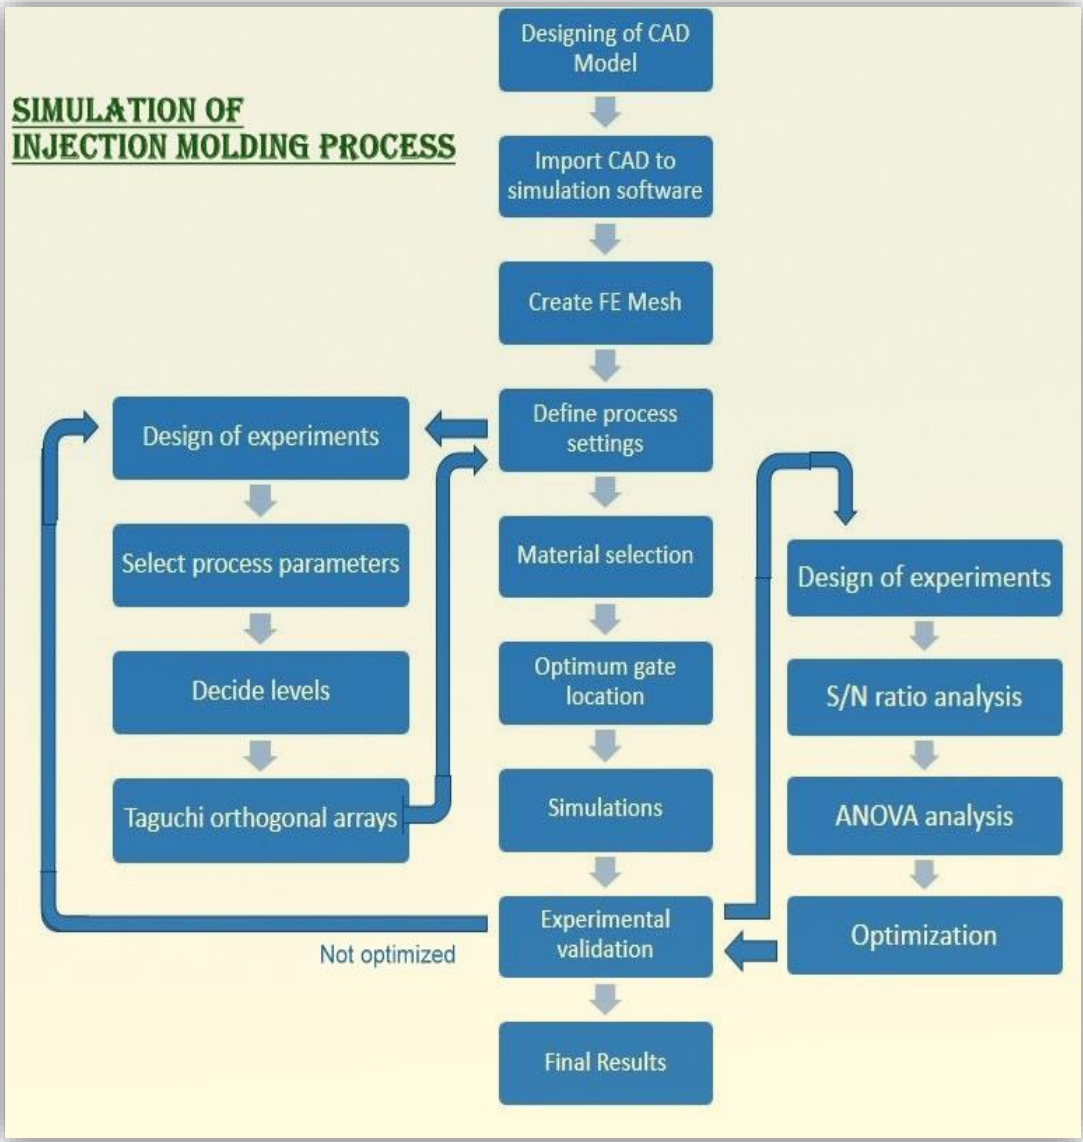 SIMULATION OF
INJECTION MOLDING PROCESS
Designing of CAD
Model
Import CAD to
simulation software
Create FE Mesh
Define process
settings
Material selection
Optimum gate
location
Simulations
Experimental
validation
Final Results
Design of experiments
Select process parameters
Decide levels
Taguchi orthogonal arrays
Not optimized
Design of experiments
S/N ratio analysis
ANOVA analysis
Optimization